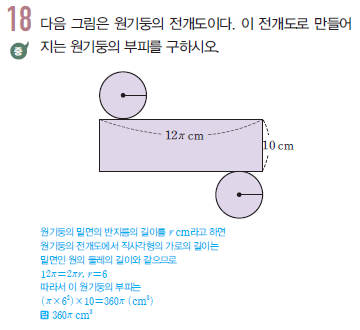 18 다음 그림은 원기둥의 전개도이다. 이 전개도로 만들어
중 지는 원기둥의 부피를 구하시오.
12π cm
10 cm
원기둥의 밑면의 반지름의 길이를 r cm라고 하면
원기둥의 전개도에서 직사각형의 가로의 길이는
밑면인 원의 둘레의 길이와 같으므로
12π=2πr, r=6
따라서 이 원기둥의 부피는
(π×6²)×10=360π (cm³)
답 360π cm³